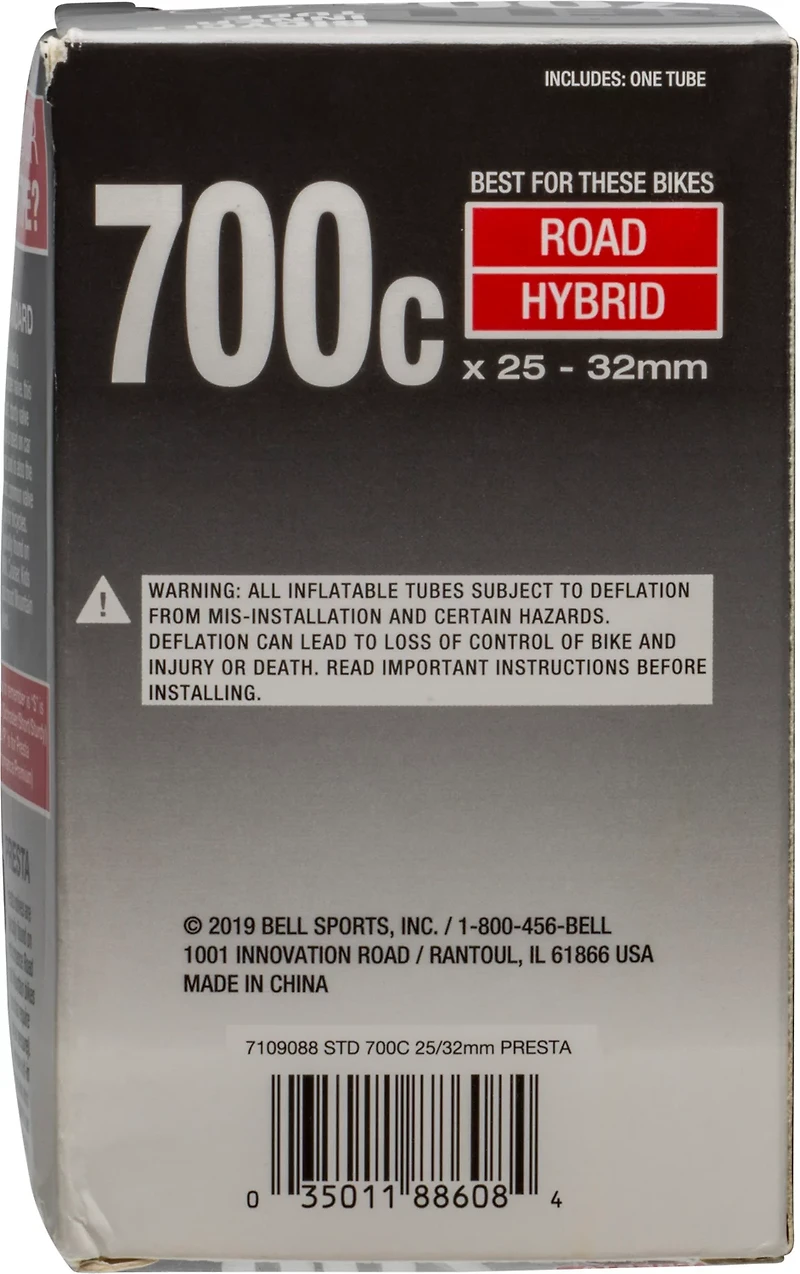 INCLUDES: ONE TUBE
BEST FOR THESE BIKES
700c
ROAD
HYBRID
x 25 - 32mm
WARNING: ALL INFLATABLE TUBES SUBJECT TO DEFLATION
FROM MIS-INSTALLATION AND CERTAIN HAZARDS.
DEFLATION CAN LEAD TO LOSS OF CONTROL OF BIKE AND
INJURY OR DEATH. READ IMPORTANT INSTRUCTIONS BEFORE
INSTALLING.
© 2019 BELL SPORTS, INC. / 1-800-456-BELL
1001 INNOVATION ROAD / RANTOUL, IL 61866 USA
MADE IN CHINA
7109088 STD 700C 25/32mm PRESTA
0 35011 88608 4